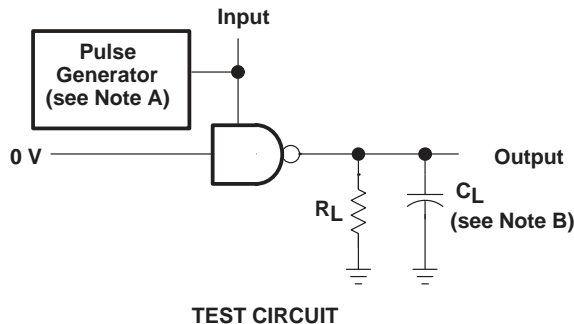 Input
Pulse
Generator
(see Note A)
0 V
Output
RL
CL
(see Note B)
TEST CIRCUIT